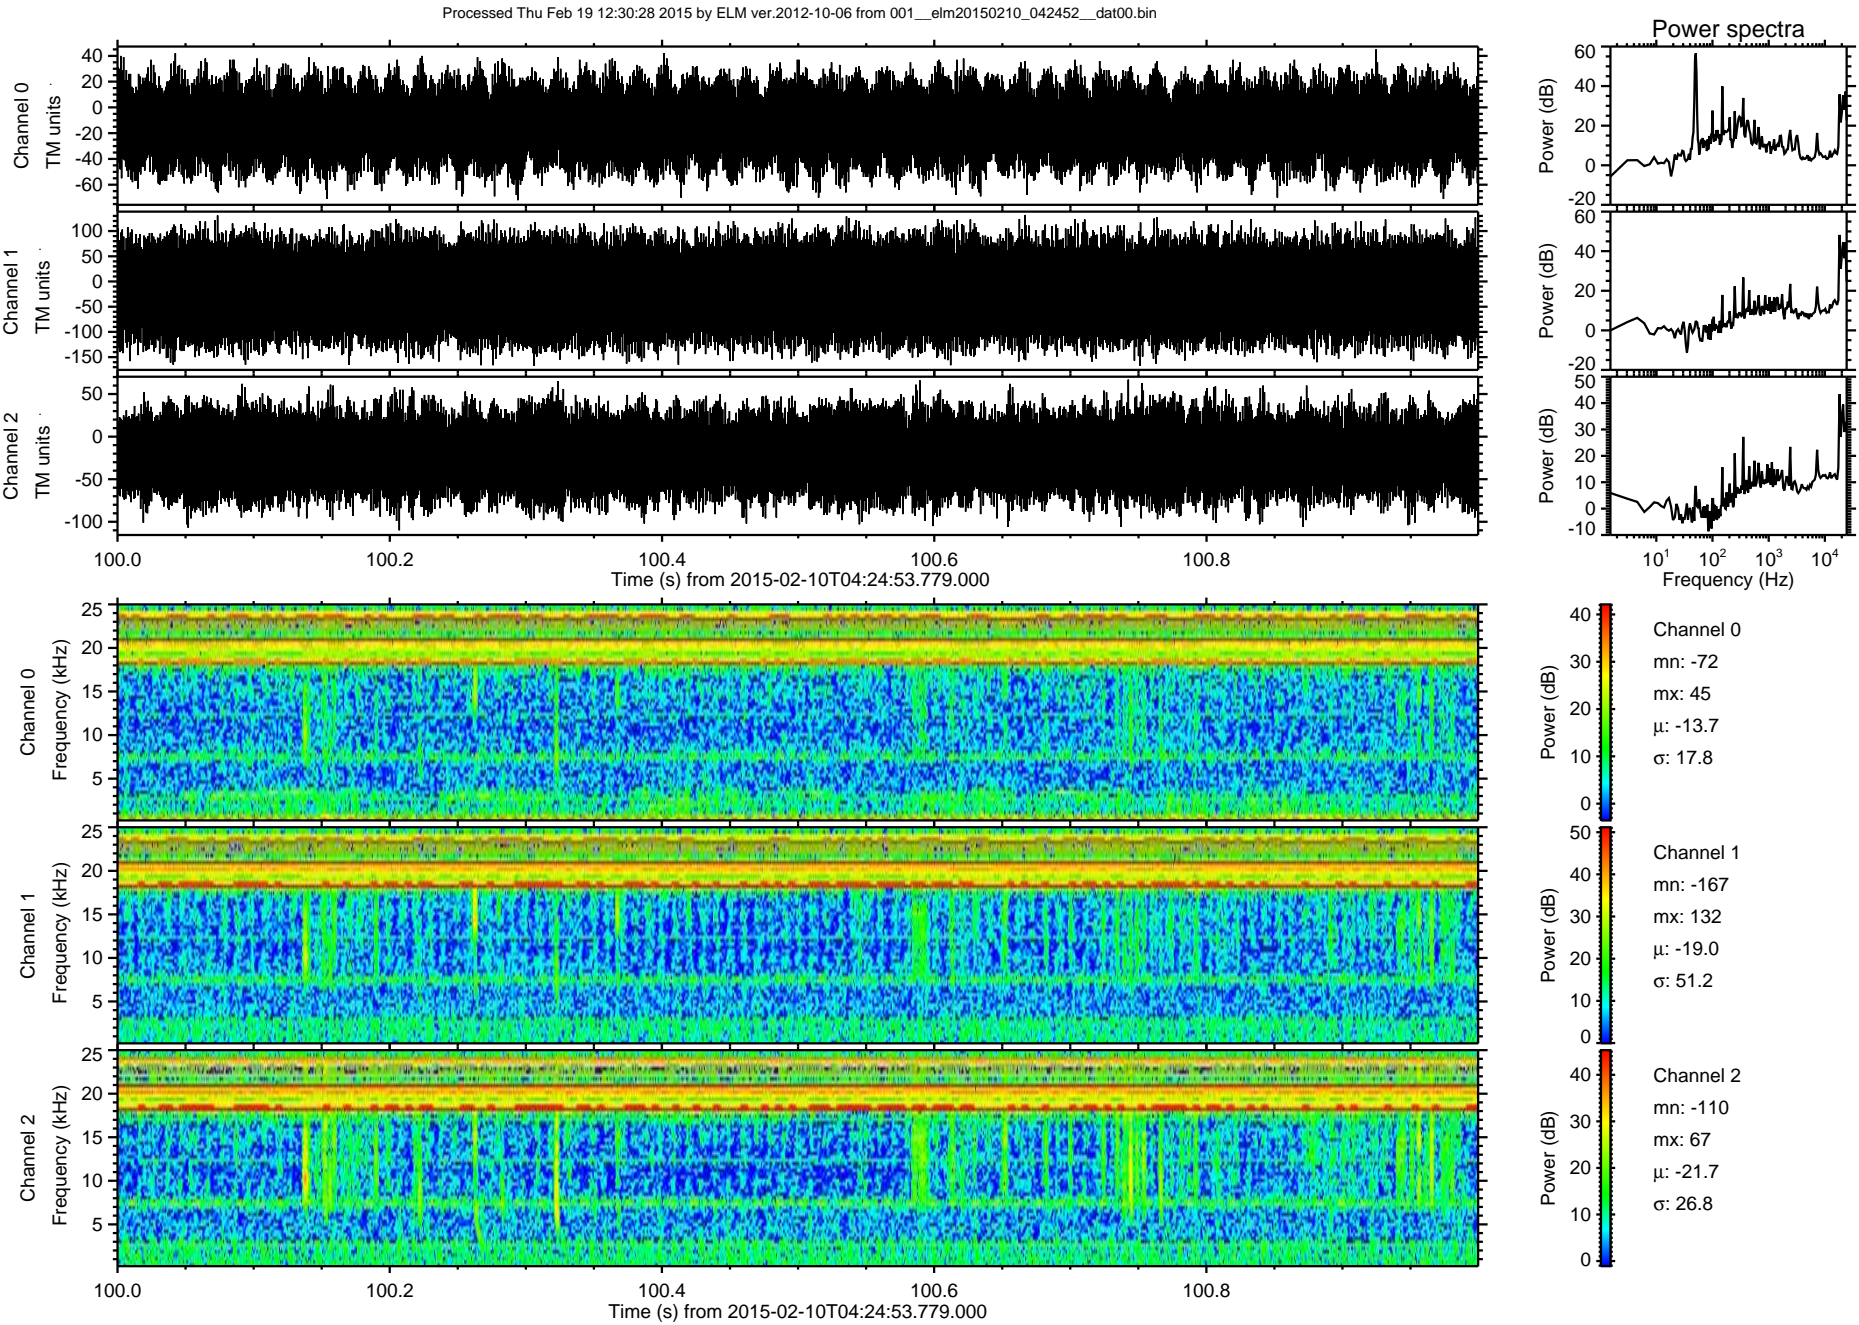 Processed Thu Feb 19 12:30:28 2015 by ELM ver.2012-10-06 from 001__elm20150210_042452__dat00.bin
Power spectra
Channel 0
TM units
40
20
0
-20
-40
-60
Power (dB)
60
40
20
0
-20
Channel 1
TM units
100
50
0
-50
-100
-150
Power (dB)
60
40
20
0
-20
Channel 2
TM units
50
0
-50
-100
Power (dB)
50
40
30
20
10
0
-10
100.0 100.2 100.4 100.6 100.8
Time (s) from 2015-02-10T04:24:53.779.000
10^1 10^2 10^3 10^4
Frequency (Hz)
Channel 0
Frequency (kHz)
25
20
15
10
5
Power (dB)
40
30
20
10
0
Channel 0
mn: -72
mx: 45
μ: -13.7
σ: 17.8
Channel 1
Frequency (kHz)
25
20
15
10
5
Power (dB)
50
40
30
20
10
0
Channel 1
mn: -167
mx: 132
μ: -19.0
σ: 51.2
Channel 2
Frequency (kHz)
25
20
15
10
5
Power (dB)
40
30
20
10
0
Channel 2
mn: -110
mx: 67
μ: -21.7
σ: 26.8
100.0 100.2 100.4 100.6 100.8
Time (s) from 2015-02-10T04:24:53.779.000